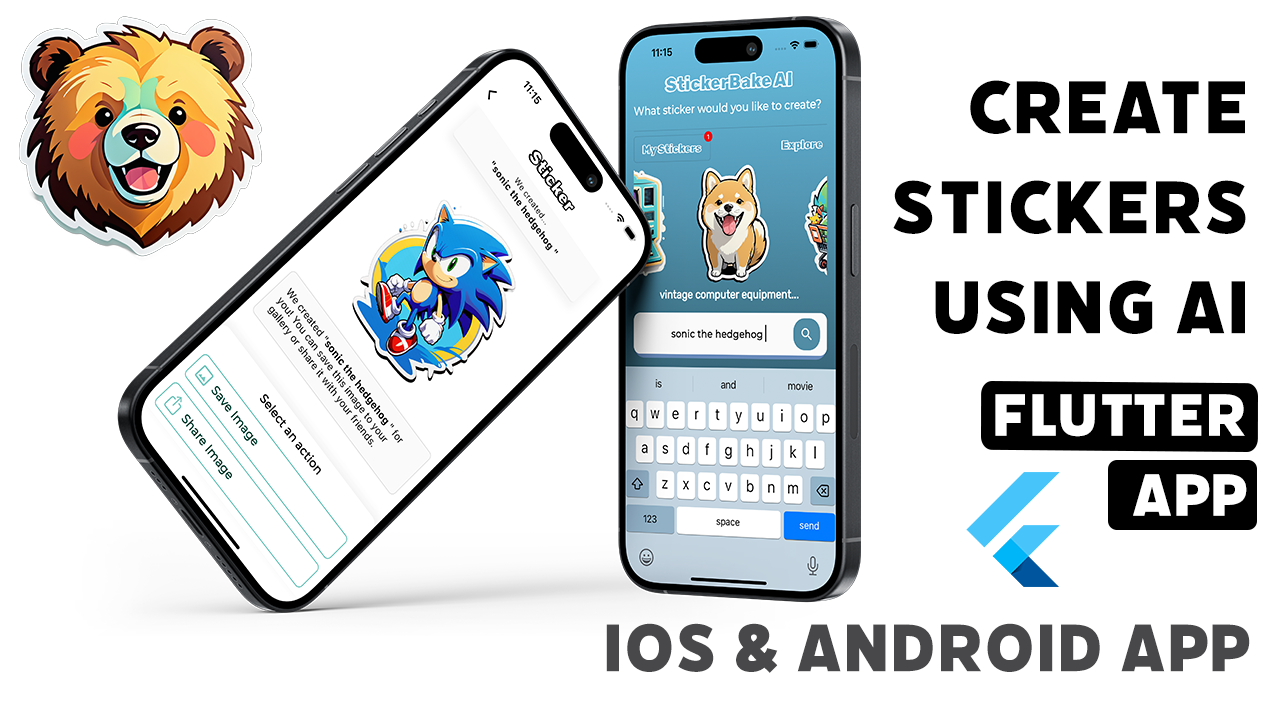 CREATE
STICKERS
USING AI
FLUTTER
APP
IOS & ANDROID APP
11:15
Sticker
We created...
"sonic the hedgehog "
We created "sonic the hedgehog " for
you! You can save this image to your
gallery or share it with your friends.
Select an action
Save Image
Share Image
11:15
StickerBake AI
What sticker would you like to create?
My Stickers
1
Explore
vintage computer equipment...
sonic the hedgehog
is and movie
q w e r t y u i o p
a s d f g h j k l
z x c v b n m
123 space send